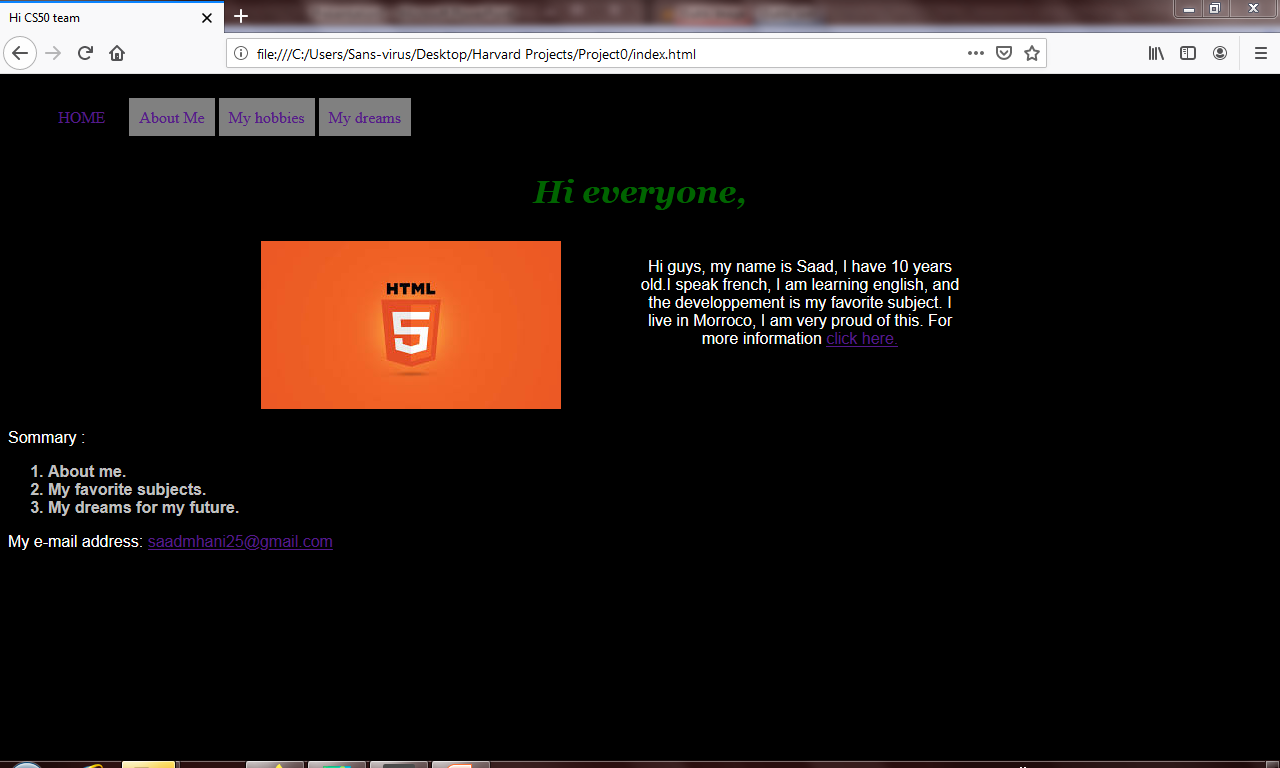 Hi CS50 team
file:///C:/Users/Sans-virus/Desktop/Harvard Projects/Project0/index.html
HOME About Me My hobbies My dreams
Hi everyone,
HTML
5
Hi guys, my name is Saad, I have 10 years
old.I speak french, I am learning english, and
the developpement is my favorite subject. I
live in Morroco, I am very proud of this. For
more information click here.
Sommary :
1. About me.
2. My favorite subjects.
3. My dreams for my future.
My e-mail address: saadmhani25@gmail.com